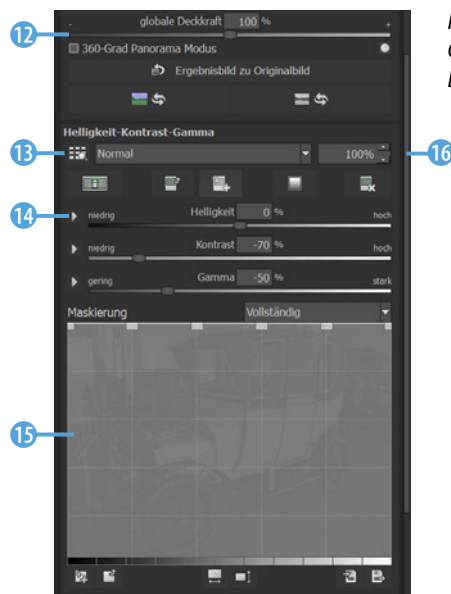 - globale Deckkraft 100 % +
12
360-Grad Panorama Modus
Ergebnisbild zu Originalbild
Helligkeit-Kontrast-Gamma
13 Normal 100% 16
14 niedrig Helligkeit 0 % hoch
niedrig Kontrast -70 % hoch
gering Gamma -50 % stark
Maskierung Vollständig
15